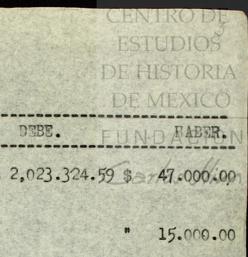 CENTRO DE
ESTUDIOS
DE HISTORIA
DE MEXICO
DEBE. HABER.
FUNDACIÓN
2,023.324.59 $ 47.000.00
" 15.000.00